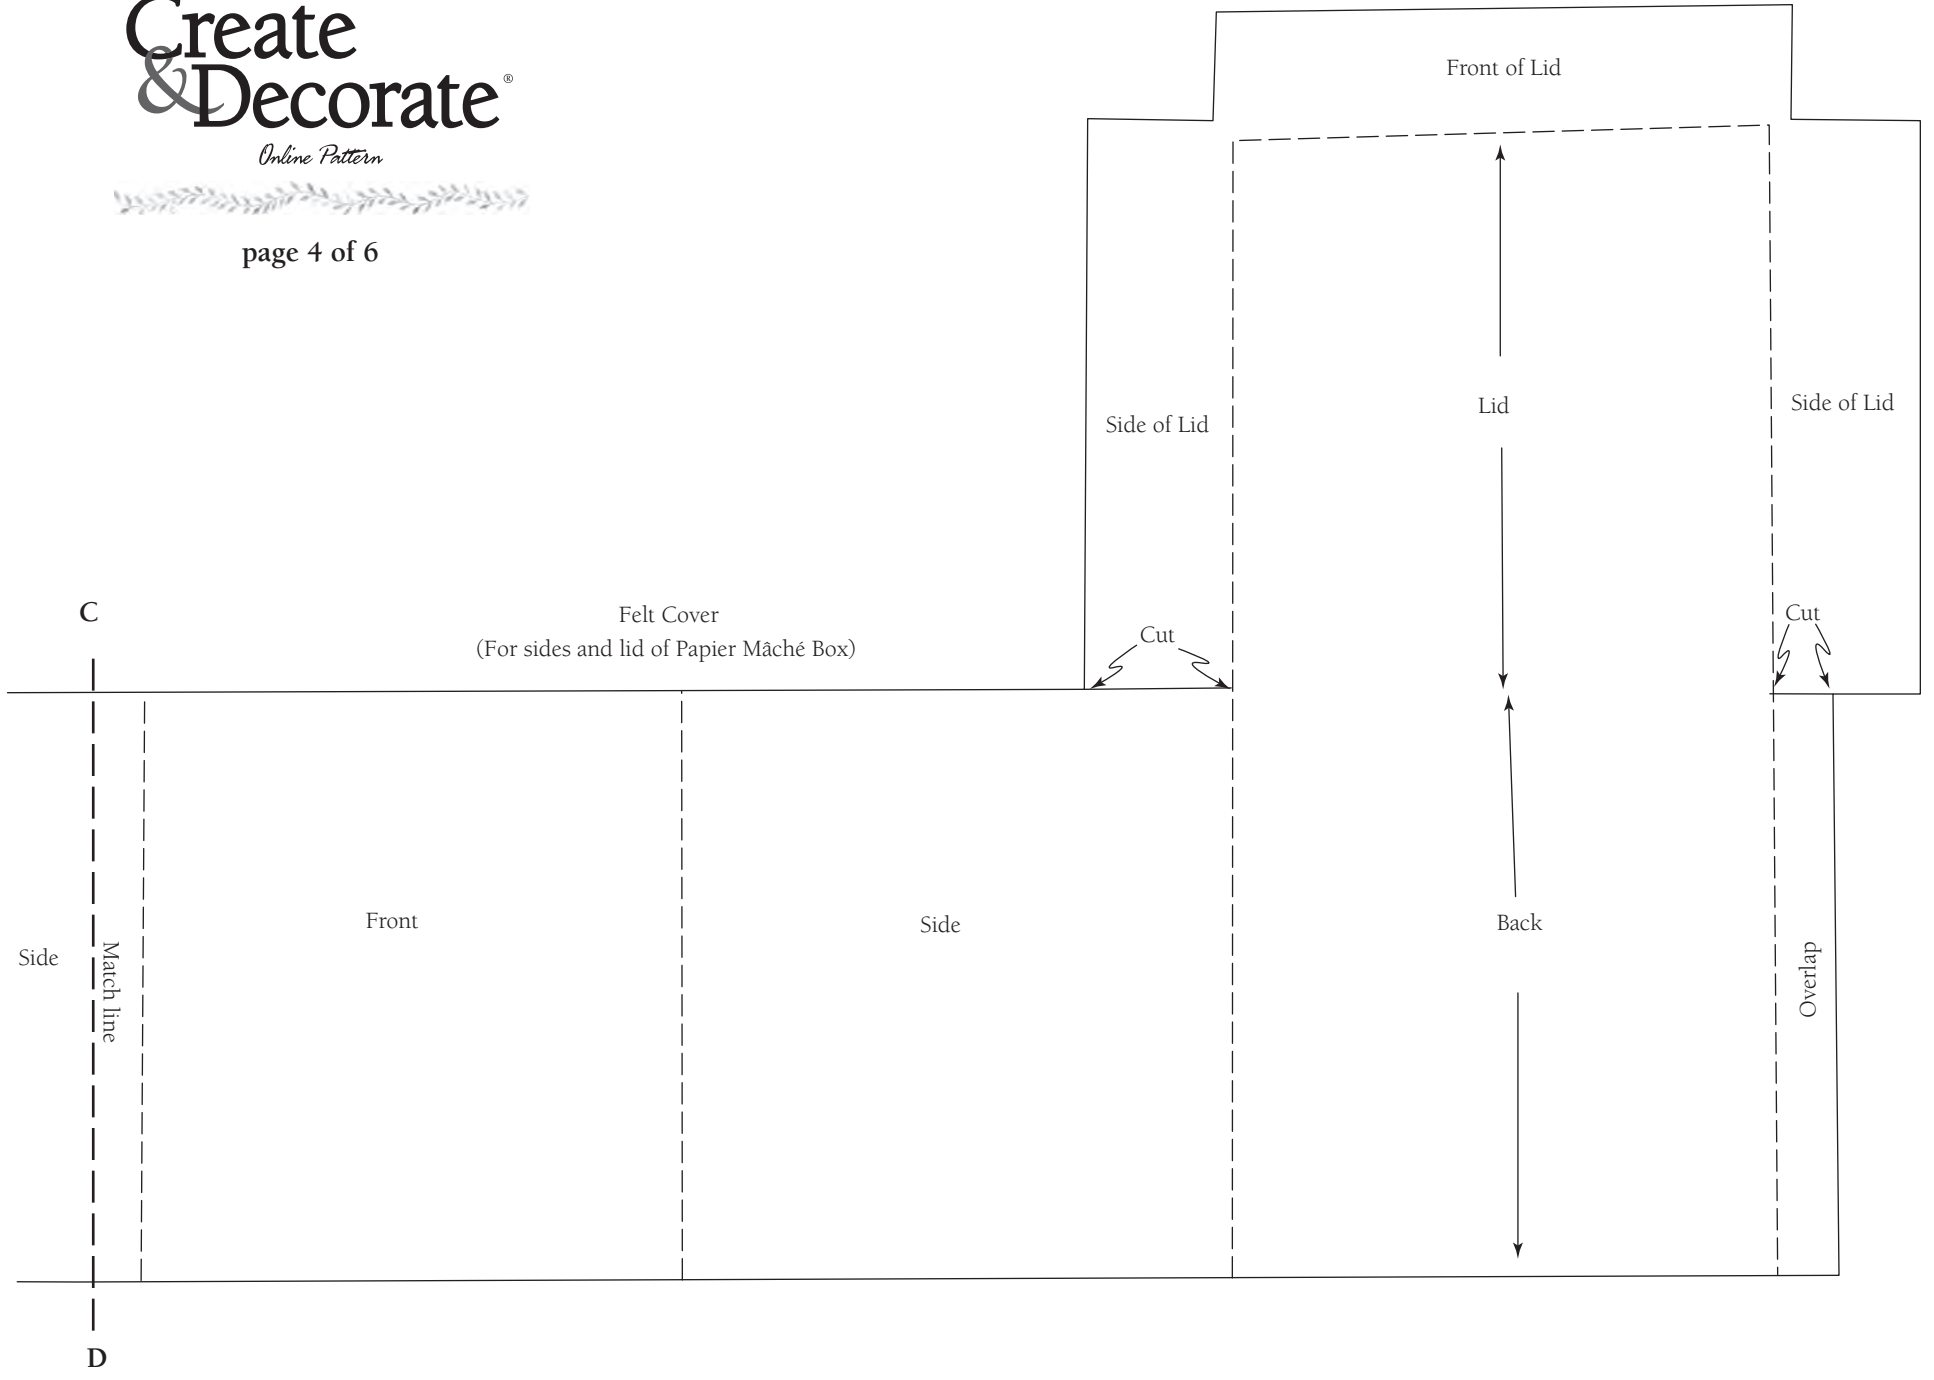 Create
&Decorate®
Online Pattern
page 4 of 6
Front of Lid
Side of Lid
Lid
Side of Lid
C
Felt Cover
(For sides and lid of Papier Mâché Box)
Cut
Cut
Side
Match line
Front
Side
Back
Overlap
D